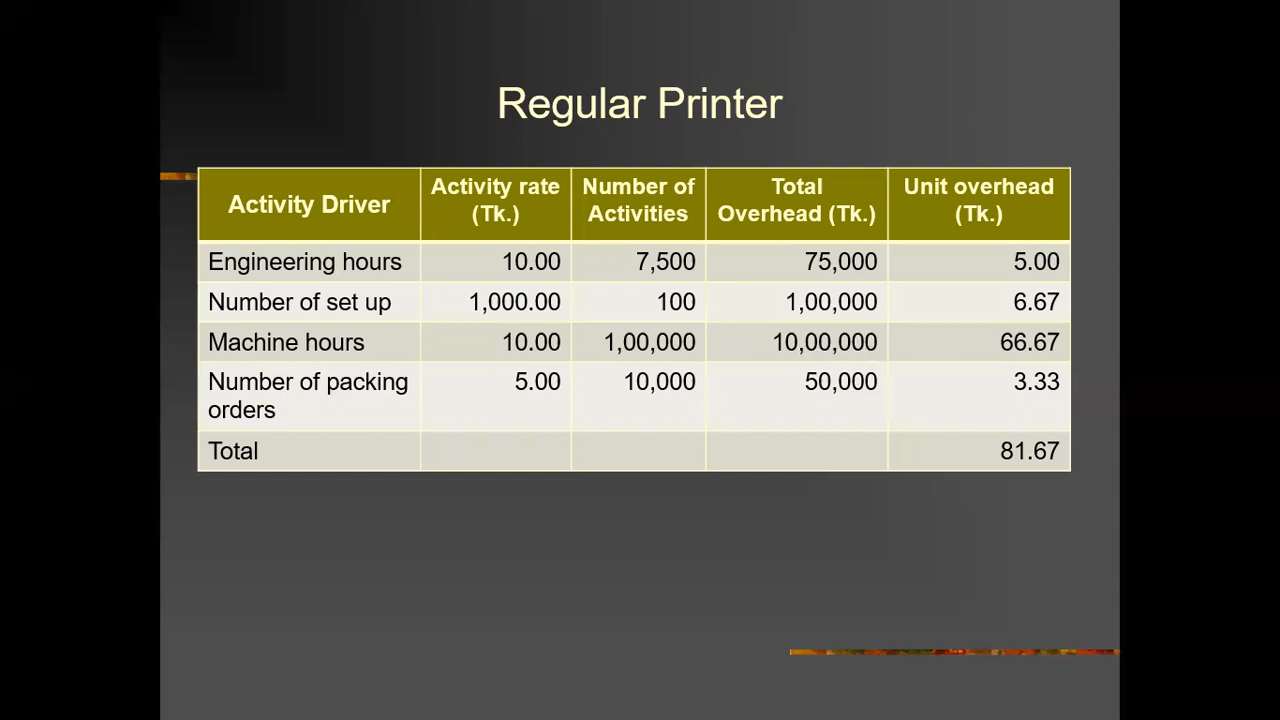 Regular Printer
Activity Driver
Activity rate
(Tk.)
Number of
Activities
Total
Overhead (Tk.)
Unit overhead
(Tk.)
Engineering hours 10.00 7,500 75,000 5.00
Number of set up 1,000.00 100 1,00,000 6.67
Machine hours 10.00 1,00,000 10,00,000 66.67
Number of packing
orders
5.00 10,000 50,000 3.33
Total 81.67